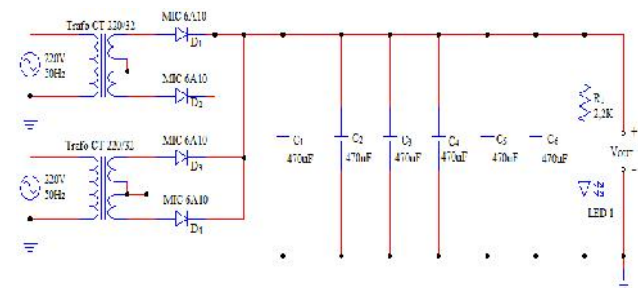 Trafo CT 220/32
MIC 6A10
D1
220V
50Hz
MIC 6A10
D2
Trafo CT 220/32
MIC 6A10
D3
220V
50Hz
MIC 6A10
D4
C1
470uF
C2
470uF
C3
470uF
C4
470uF
C5
470uF
C6
470uF
R1
2,2K
+
VOUT
-
LED 1